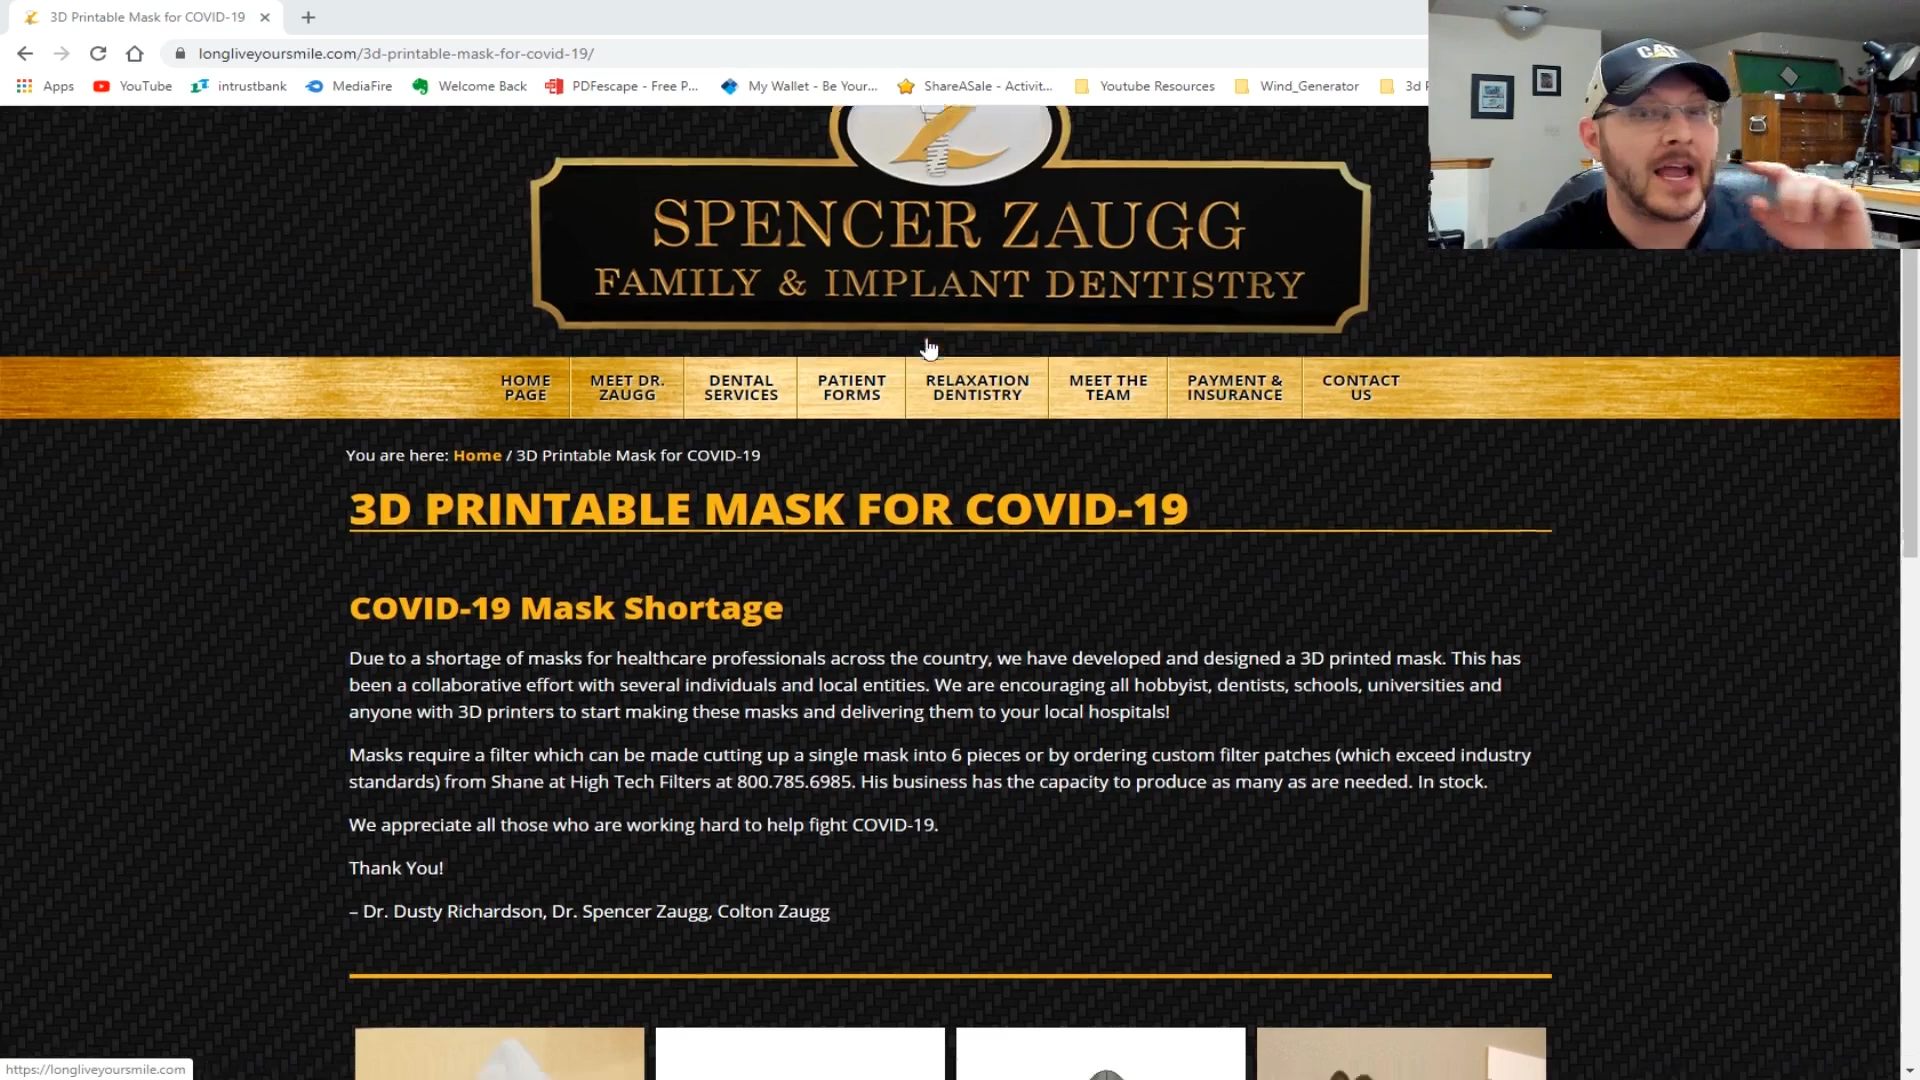 3D Printable Mask for COVID-19
longliveyoursmile.com/3d-printable-mask-for-covid-19/
Apps YouTube intrustbank MediaFire Welcome Back PDFescape - Free P... My Wallet - Be Your... ShareASale - Activit... Youtube Resources Wind_Generator 3d
CAT
SPENCER ZAUGG
FAMILY & IMPLANT DENTISTRY
HOME PAGE
MEET DR. ZAUGG
DENTAL SERVICES
PATIENT FORMS
RELAXATION DENTISTRY
MEET THE TEAM
PAYMENT & INSURANCE
CONTACT US
You are here: Home / 3D Printable Mask for COVID-19
3D PRINTABLE MASK FOR COVID-19
COVID-19 Mask Shortage
Due to a shortage of masks for healthcare professionals across the country, we have developed and designed a 3D printed mask. This has
been a collaborative effort with several individuals and local entities. We are encouraging all hobbyist, dentists, schools, universities and
anyone with 3D printers to start making these masks and delivering them to your local hospitals!
Masks require a filter which can be made cutting up a single mask into 6 pieces or by ordering custom filter patches (which exceed industry
standards) from Shane at High Tech Filters at 800.785.6985. His business has the capacity to produce as many as are needed. In stock.
We appreciate all those who are working hard to help fight COVID-19.
Thank You!
– Dr. Dusty Richardson, Dr. Spencer Zaugg, Colton Zaugg
https://longliveyoursmile.com